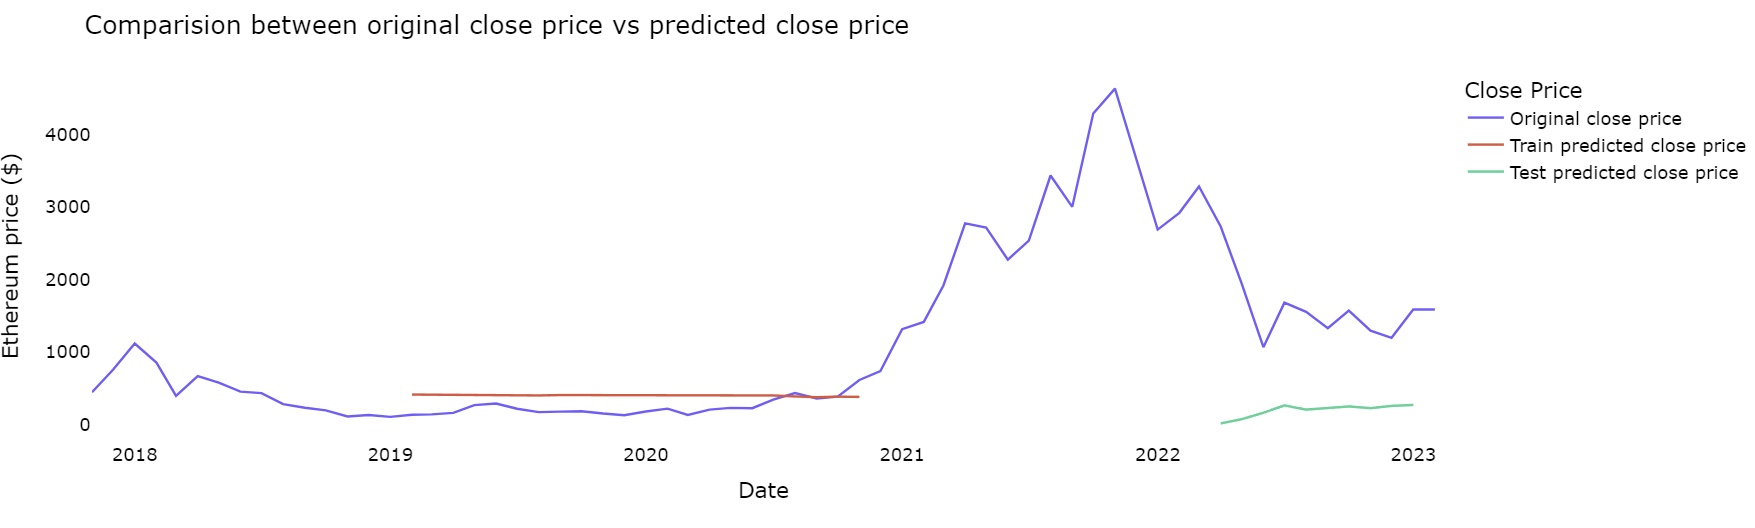 Comparision between original close price vs predicted close price
Close Price
Original close price
Train predicted close price
Test predicted close price
Ethereum price ($)
4000
3000
2000
1000
0
2018
2019
2020
2021
2022
2023
Date